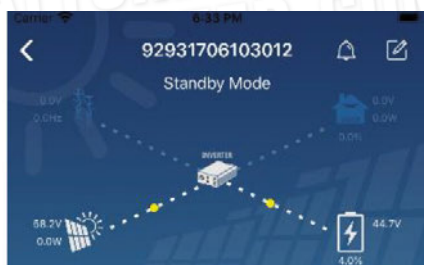 Carrier 6:33 PM
92931706103012
Standby Mode
0.0V
0.0Hz
0.0V
0.0W
0.0%
INVERTER
58.2V
0.0W
44.7V
4.0%